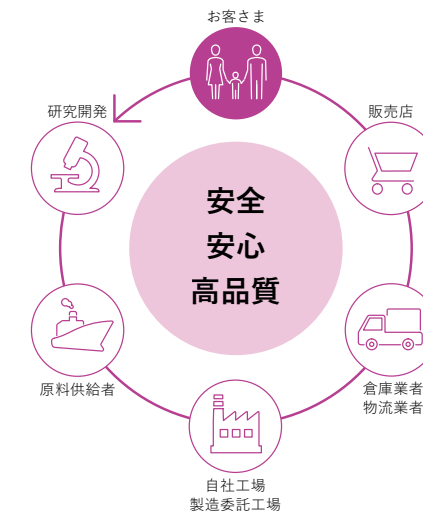 お客さま
研究開発
販売店
安全
安心
高品質
原料供給者
倉庫業者
物流業者
自社工場
製造委託工場